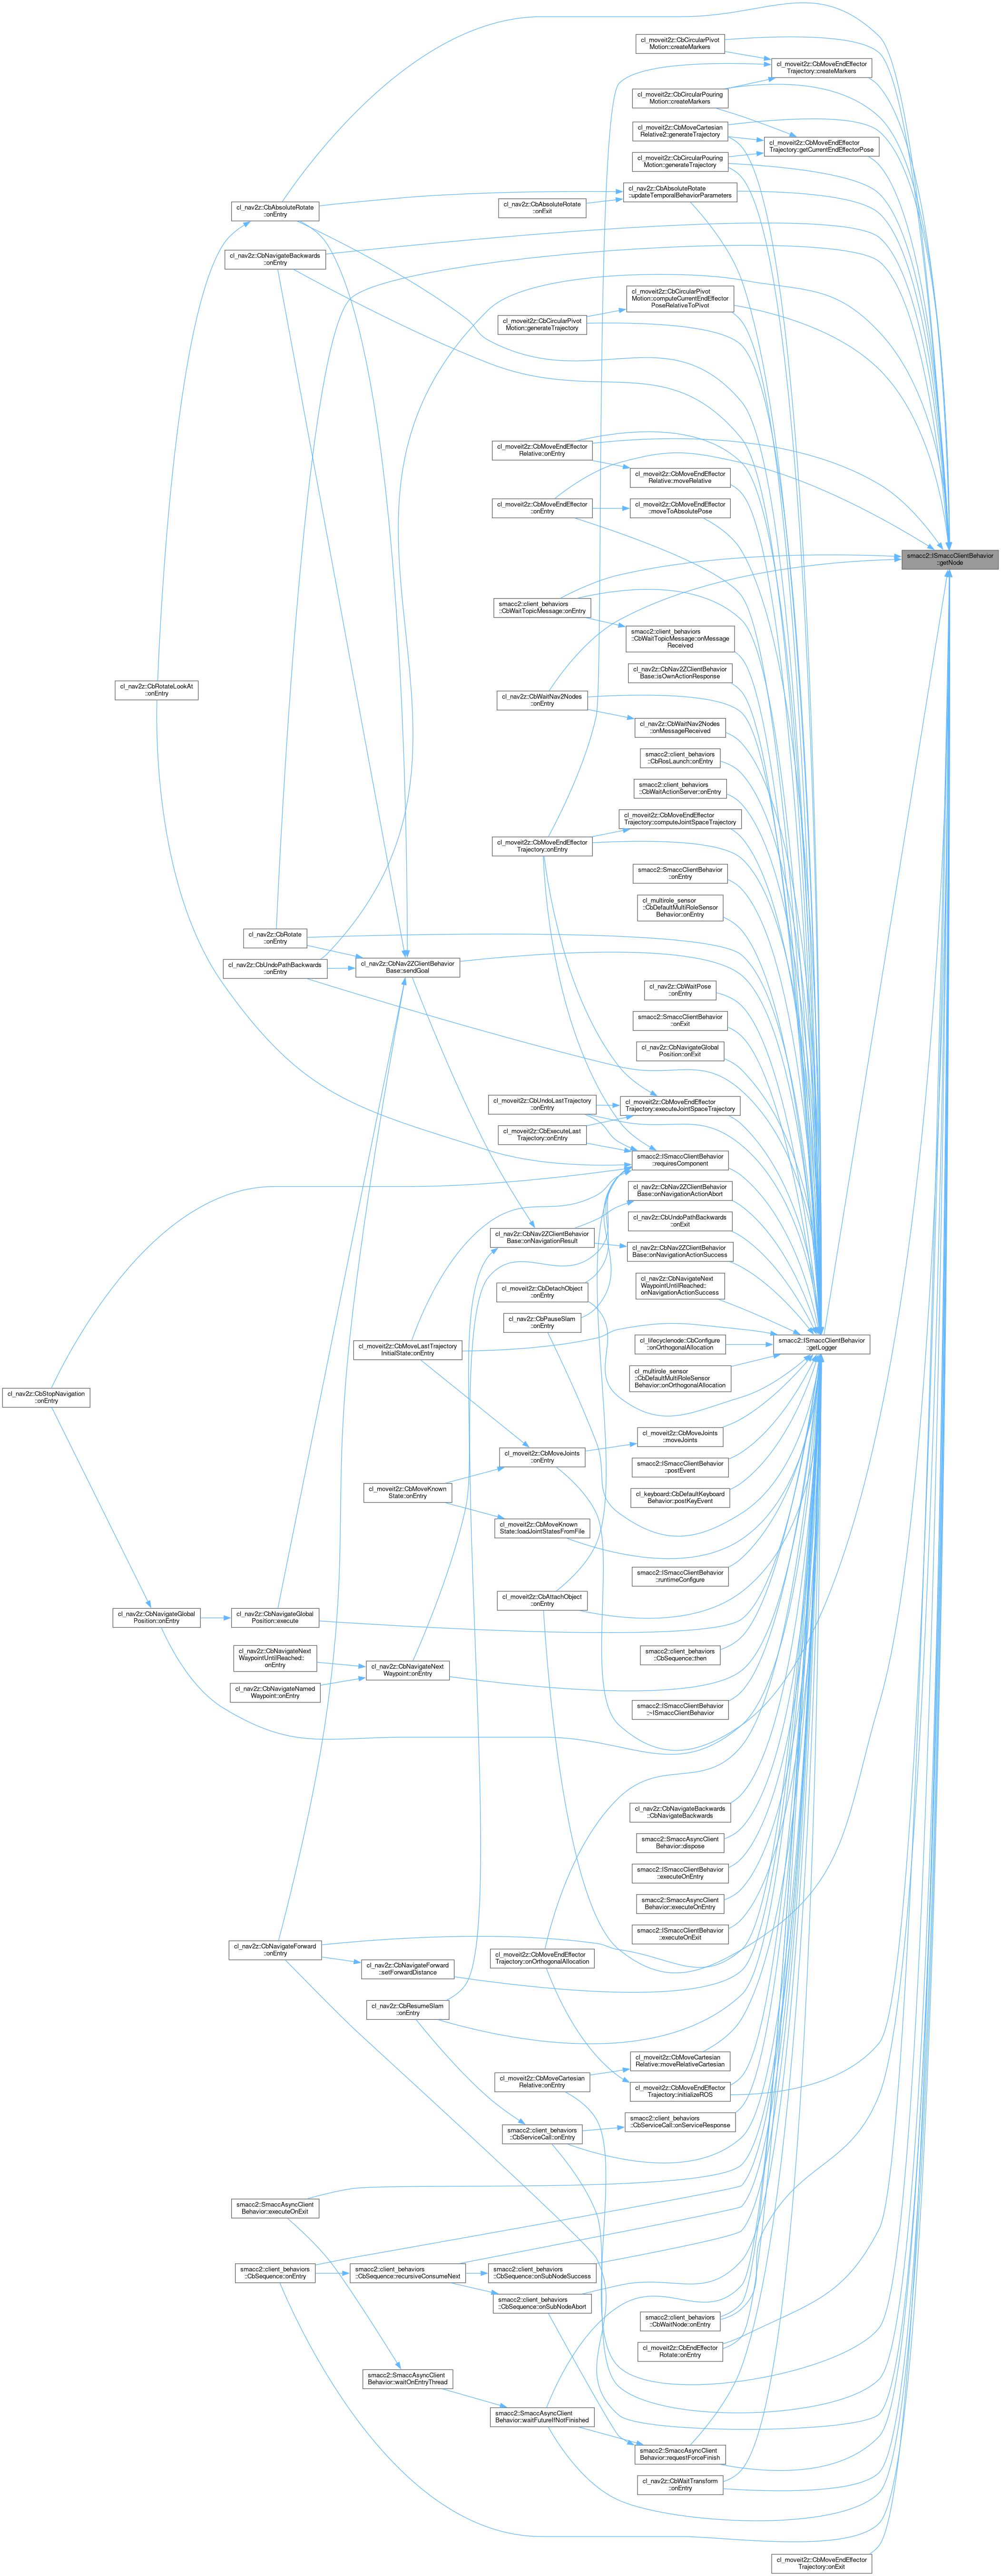 cl_moveit2z::CbCircularPivot
Motion::createMarkers
cl_moveit2z::CbMoveEndEffector
Trajectory::createMarkers
cl_moveit2z::CbCircularPouring
Motion::createMarkers
cl_moveit2z::CbMoveCartesian
Relative2::generateTrajectory
cl_moveit2z::CbMoveEndEffector
Trajectory::getCurrentEndEffectorPose
cl_moveit2z::CbCircularPouring
Motion::generateTrajectory
cl_nav2z::CbAbsoluteRotate
::updateTemporalBehaviorParameters
cl_nav2z::CbAbsoluteRotate
::onExit
cl_nav2z::CbAbsoluteRotate
::onEntry
cl_nav2z::CbNavigateBackwards
::onEntry
cl_moveit2z::CbCircularPivot
Motion::computeCurrentEndEffector
PoseRelativeToPivot
cl_moveit2z::CbCircularPivot
Motion::generateTrajectory
cl_moveit2z::CbMoveEndEffector
Relative::onEntry
cl_moveit2z::CbMoveEndEffector
Relative::moveRelative
cl_moveit2z::CbMoveEndEffector
::onEntry
cl_moveit2z::CbMoveEndEffector
::moveToAbsolutePose
smacc2::ISmaccClientBehavior
::getNode
smacc2::client_behaviors
::CbWaitTopicMessage::onEntry
smacc2::client_behaviors
::CbWaitTopicMessage::onMessage
Received
cl_nav2z::CbNav2ZClientBehavior
Base::isOwnActionResponse
cl_nav2z::CbRotateLookAt
::onEntry
cl_nav2z::CbWaitNav2Nodes
::onEntry
cl_nav2z::CbWaitNav2Nodes
::onMessageReceived
smacc2::client_behaviors
::CbRosLaunch::onEntry
smacc2::client_behaviors
::CbWaitActionServer::onEntry
cl_moveit2z::CbMoveEndEffector
Trajectory::computeJointSpaceTrajectory
cl_moveit2z::CbMoveEndEffector
Trajectory::onEntry
smacc2::SmaccClientBehavior
::onEntry
cl_multirole_sensor
::CbDefaultMultiRoleSensor
Behavior::onEntry
cl_nav2z::CbRotate
::onEntry
cl_nav2z::CbUndoPathBackwards
::onEntry
cl_nav2z::CbNav2ZClientBehavior
Base::sendGoal
cl_nav2z::CbWaitPose
::onEntry
smacc2::SmaccClientBehavior
::onExit
cl_nav2z::CbNavigateGlobal
Position::onExit
cl_moveit2z::CbUndoLastTrajectory
::onEntry
cl_moveit2z::CbMoveEndEffector
Trajectory::executeJointSpaceTrajectory
cl_moveit2z::CbExecuteLast
Trajectory::onEntry
smacc2::ISmaccClientBehavior
::requiresComponent
cl_nav2z::CbNav2ZClientBehavior
Base::onNavigationActionAbort
cl_nav2z::CbUndoPathBackwards
::onExit
cl_nav2z::CbNav2ZClientBehavior
Base::onNavigationResult
cl_nav2z::CbNav2ZClientBehavior
Base::onNavigationActionSuccess
cl_nav2z::CbNavigateNext
WaypointUntilReached::
onNavigationActionSuccess
cl_moveit2z::CbDetachObject
::onEntry
cl_nav2z::CbPauseSlam
::onEntry
cl_moveit2z::CbMoveLastTrajectory
InitialState::onEntry
cl_lifecyclenode::CbConfigure
::onOrthogonalAllocation
smacc2::ISmaccClientBehavior
::getLogger
cl_multirole_sensor
::CbDefaultMultiRoleSensor
Behavior::onOrthogonalAllocation
cl_nav2z::CbStopNavigation
::onEntry
cl_moveit2z::CbMoveJoints
::moveJoints
cl_moveit2z::CbMoveJoints
::onEntry
smacc2::ISmaccClientBehavior
::postEvent
cl_moveit2z::CbMoveKnown
State::onEntry
cl_keyboard::CbDefaultKeyboard
Behavior::postKeyEvent
cl_moveit2z::CbMoveKnown
State::loadJointStatesFromFile
smacc2::ISmaccClientBehavior
::runtimeConfigure
cl_moveit2z::CbAttachObject
::onEntry
cl_nav2z::CbNavigateGlobal
Position::onEntry
cl_nav2z::CbNavigateGlobal
Position::execute
smacc2::client_behaviors
::CbSequence::then
cl_nav2z::CbNavigateNext
WaypointUntilReached::
onEntry
cl_nav2z::CbNavigateNext
Waypoint::onEntry
cl_nav2z::CbNavigateNamed
Waypoint::onEntry
smacc2::ISmaccClientBehavior
::~ISmaccClientBehavior
cl_nav2z::CbNavigateBackwards
::CbNavigateBackwards
smacc2::SmaccAsyncClient
Behavior::dispose
smacc2::ISmaccClientBehavior
::executeOnEntry
smacc2::SmaccAsyncClient
Behavior::executeOnEntry
smacc2::ISmaccClientBehavior
::executeOnExit
cl_nav2z::CbNavigateForward
::onEntry
cl_moveit2z::CbMoveEndEffector
Trajectory::onOrthogonalAllocation
cl_nav2z::CbNavigateForward
::setForwardDistance
cl_nav2z::CbResumeSlam
::onEntry
cl_moveit2z::CbMoveCartesian
Relative::moveRelativeCartesian
cl_moveit2z::CbMoveCartesian
Relative::onEntry
cl_moveit2z::CbMoveEndEffector
Trajectory::initializeROS
smacc2::client_behaviors
::CbServiceCall::onServiceResponse
smacc2::client_behaviors
::CbServiceCall::onEntry
smacc2::SmaccAsyncClient
Behavior::executeOnExit
smacc2::client_behaviors
::CbSequence::onEntry
smacc2::client_behaviors
::CbSequence::recursiveConsumeNext
smacc2::client_behaviors
::CbSequence::onSubNodeSuccess
smacc2::client_behaviors
::CbSequence::onSubNodeAbort
smacc2::client_behaviors
::CbWaitNode::onEntry
cl_moveit2z::CbEndEffector
Rotate::onEntry
smacc2::SmaccAsyncClient
Behavior::waitOnEntryThread
smacc2::SmaccAsyncClient
Behavior::waitFutureIfNotFinished
smacc2::SmaccAsyncClient
Behavior::requestForceFinish
cl_nav2z::CbWaitTransform
::onEntry
cl_moveit2z::CbMoveEndEffector
Trajectory::onExit